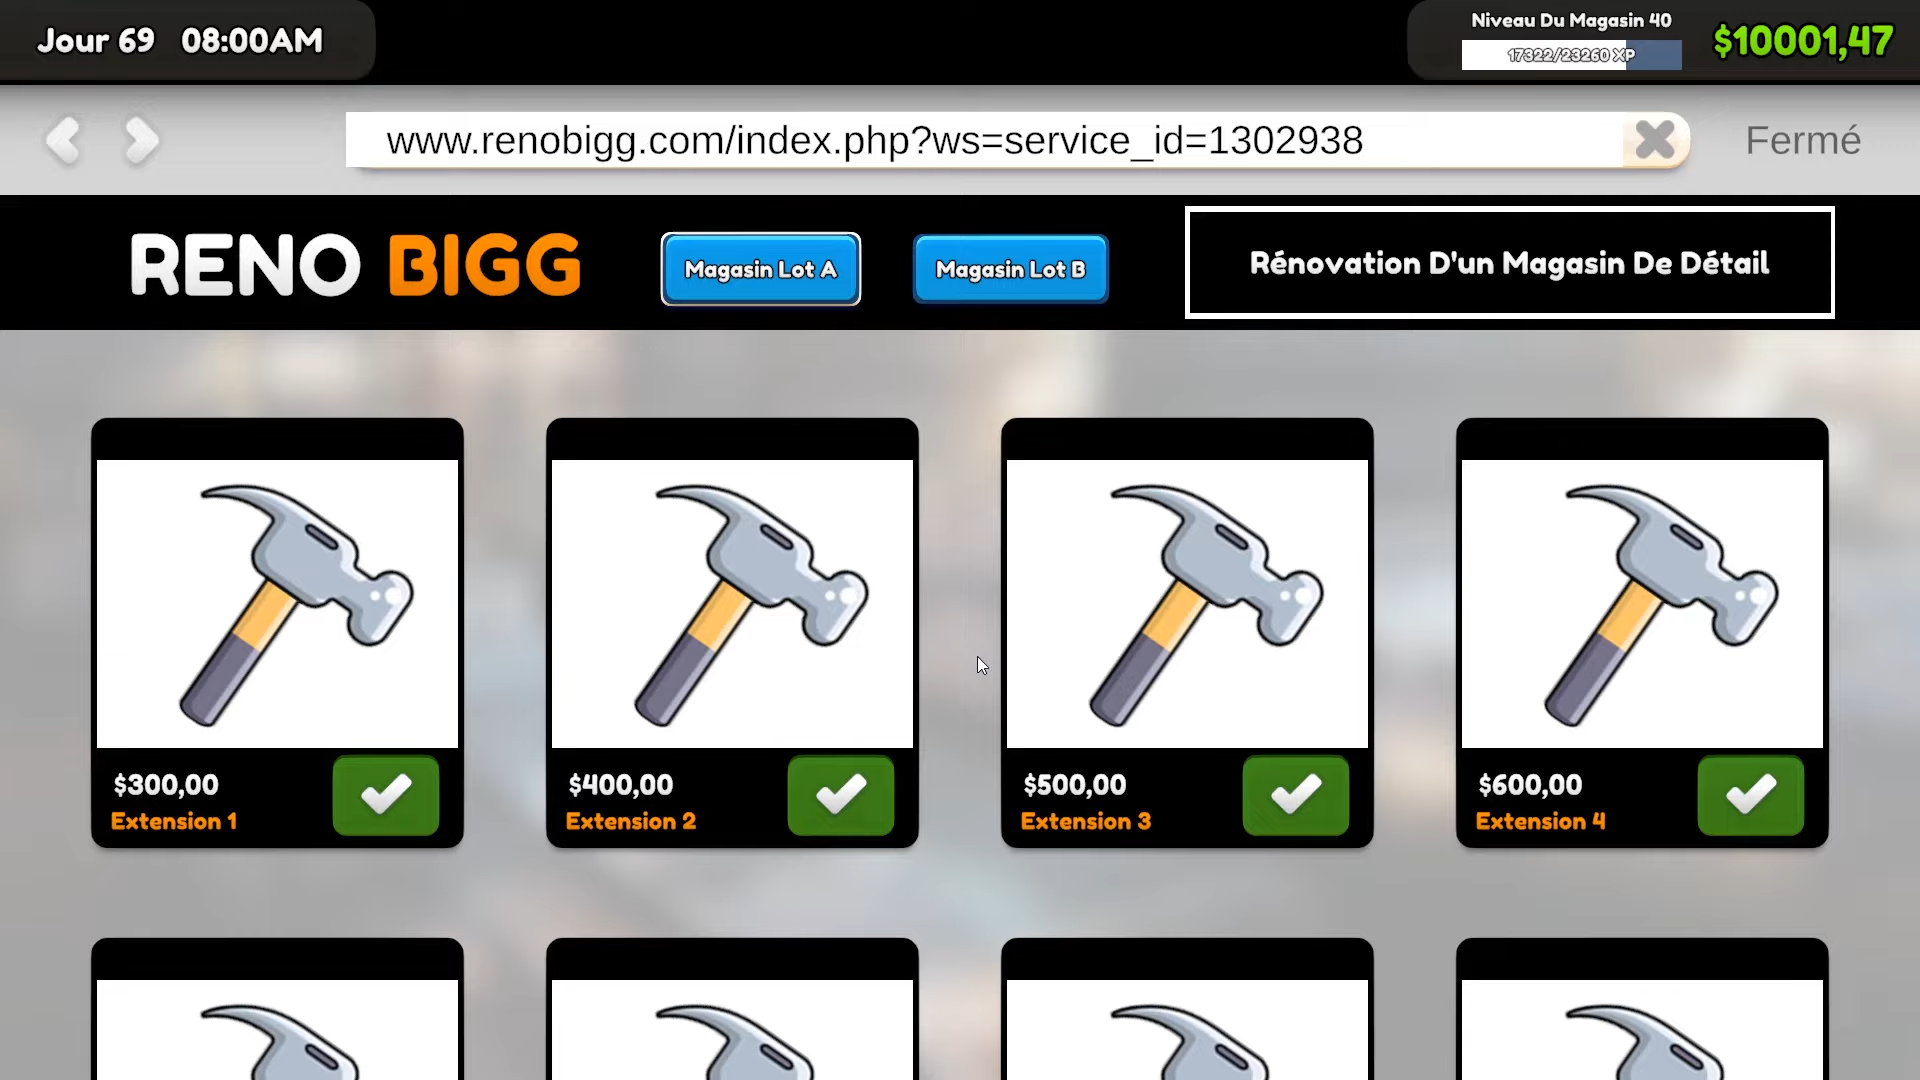 Jour 69 08:00AM
Niveau Du Magasin 40
17322/23260 XP
$10001,47
www.renobigg.com/index.php?ws=service_id=1302938
Fermé
RENO BIGG
Magasin Lot A
Magasin Lot B
Rénovation D'un Magasin De Détail
$300,00
Extension 1
$400,00
Extension 2
$500,00
Extension 3
$600,00
Extension 4